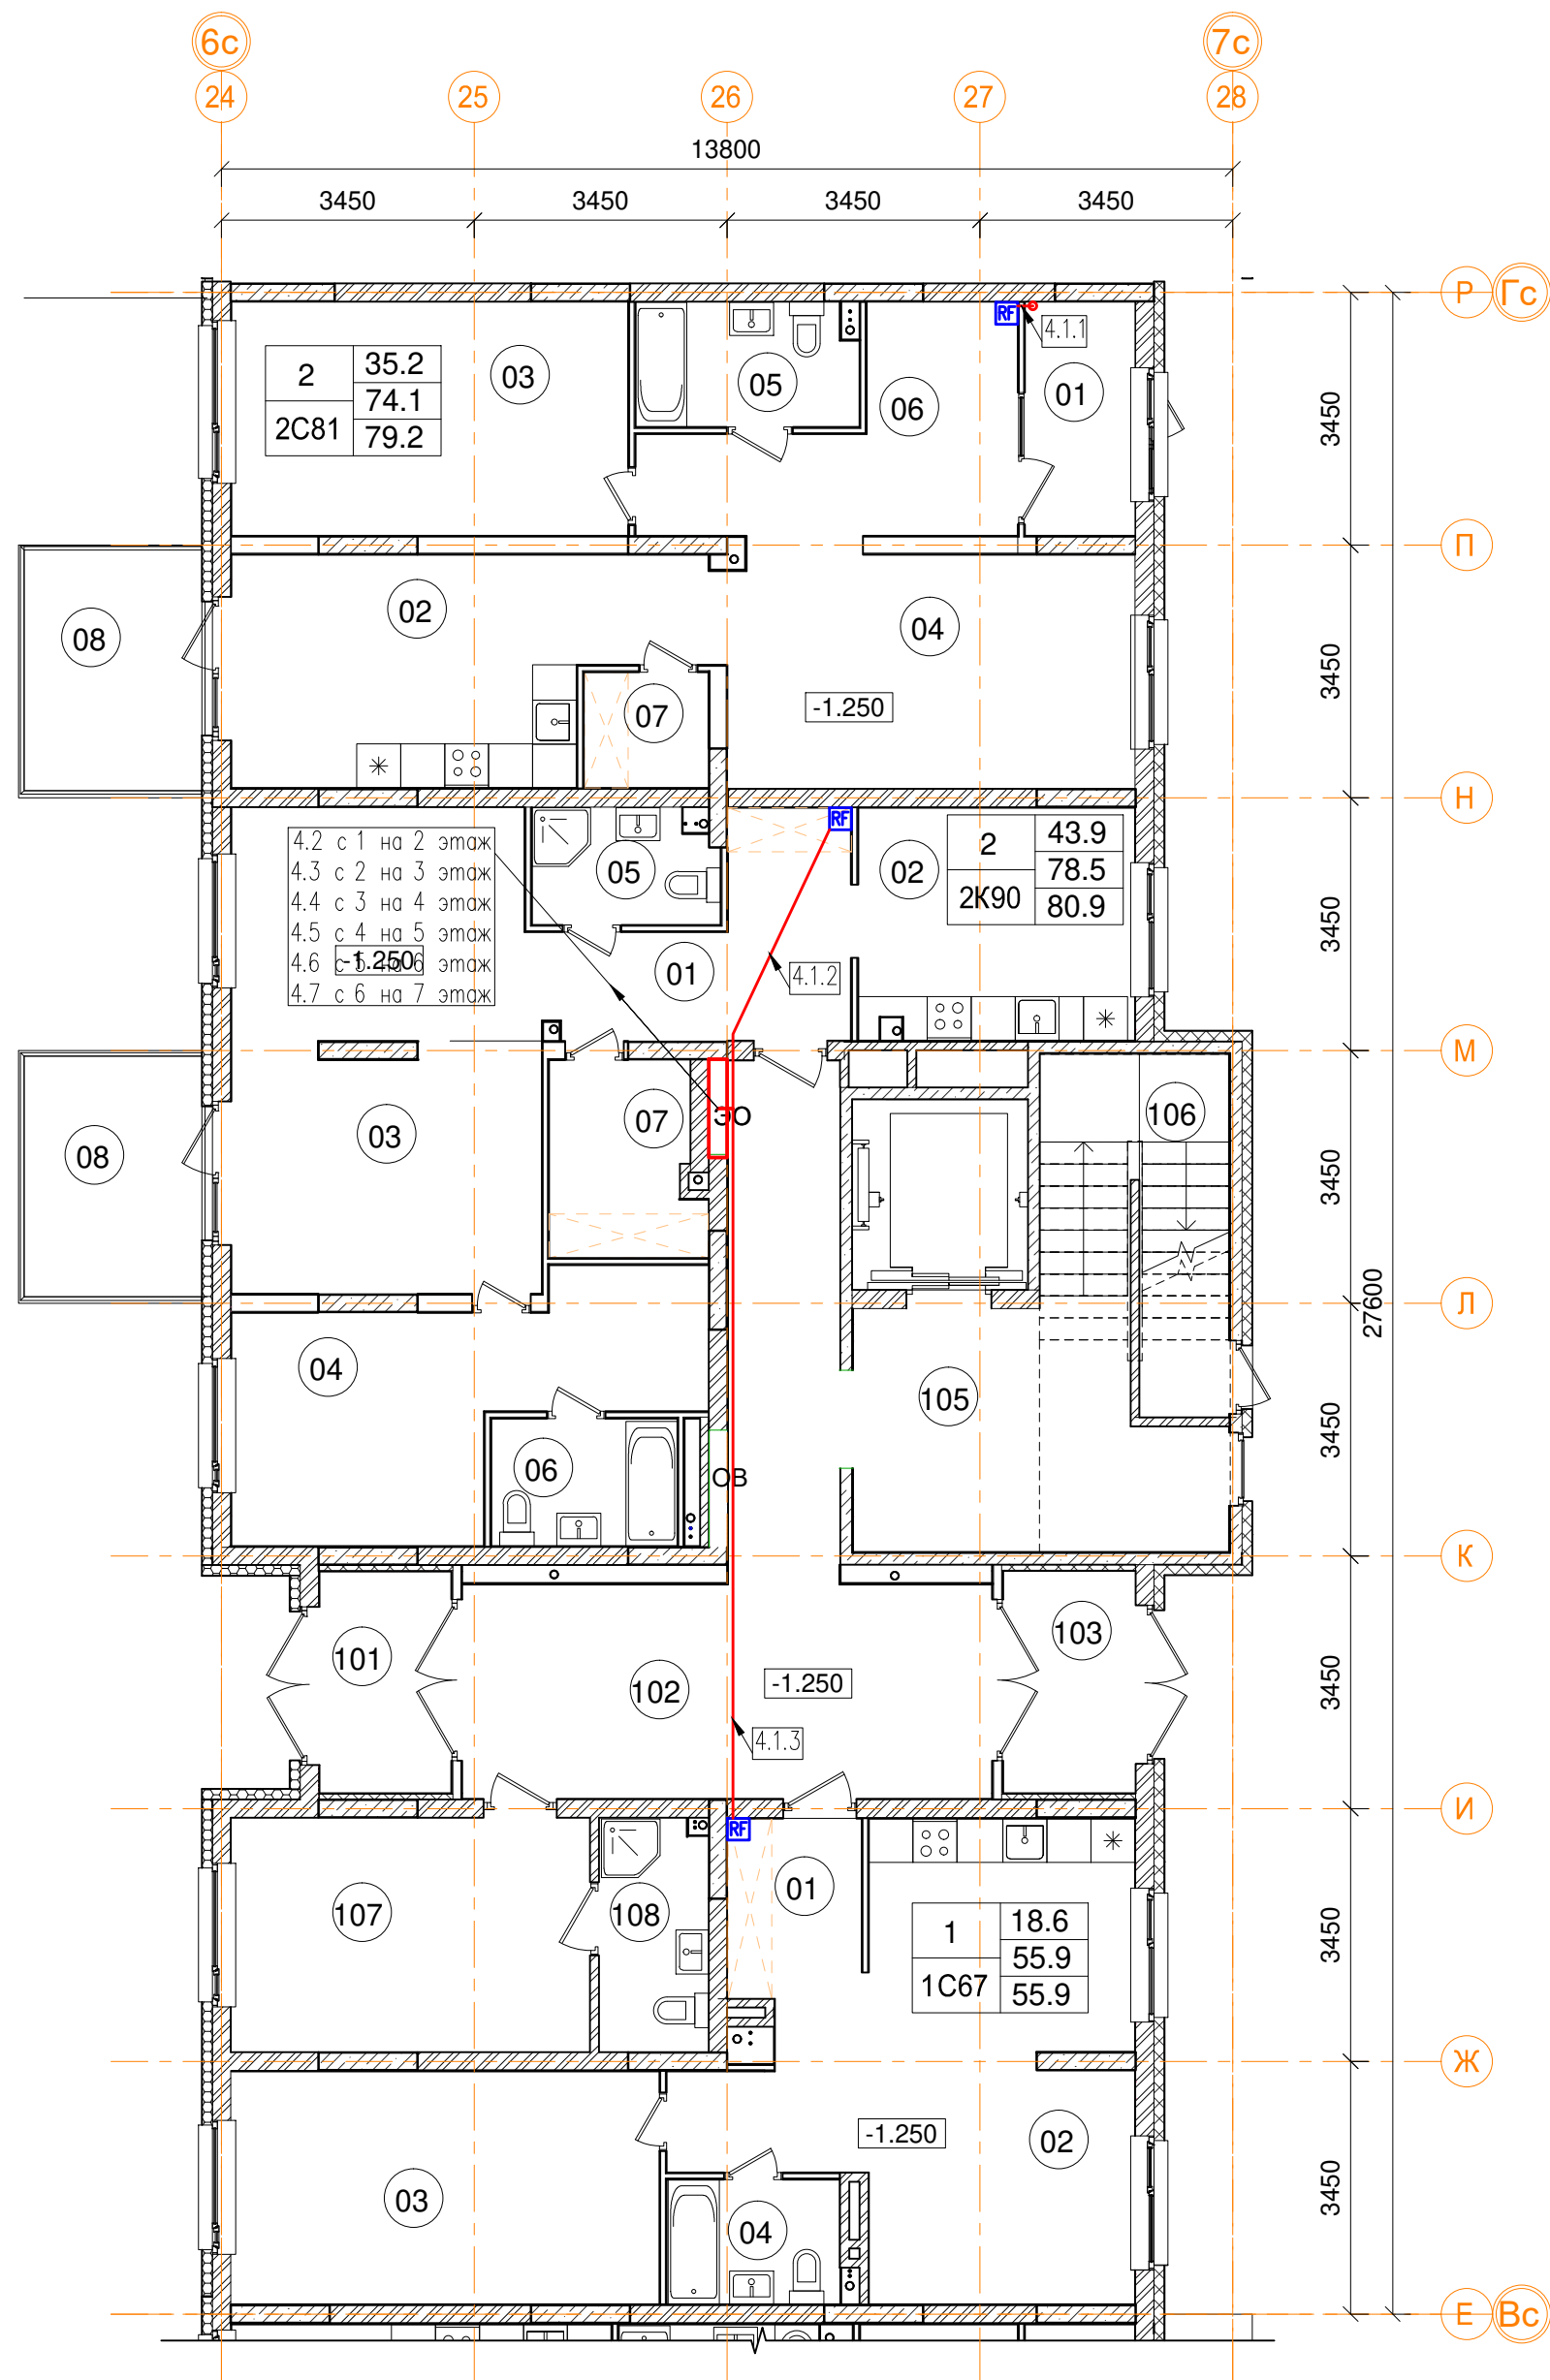 6с
7с
24
25
26
27
28
13800
3450
3450
3450
3450
Р
Гс
RF
4.1.1
2
35.2
74.1
2С81
79.2
03
05
06
01
3450
П
02
04
08
07
-1.250
3450
Н
RF
4.2 с 1 на 2 этаж
4.3 с 2 на 3 этаж
4.4 с 3 на 4 этаж
4.5 с 4 на 5 этаж
4.6 с 5 на 6 этаж
4.7 с 6 на 7 этаж
-1.250
05
02
2
43.9
78.5
2К90
80.9
01
4.1.2
3450
М
03
07
ЭО
106
08
3450
Л
27600
04
105
06
ОВ
3450
К
101
102
-1.250
103
4.1.3
3450
И
RF
107
108
01
1
18.6
55.9
1С67
55.9
3450
Ж
-1.250
02
03
04
3450
Е
Вс